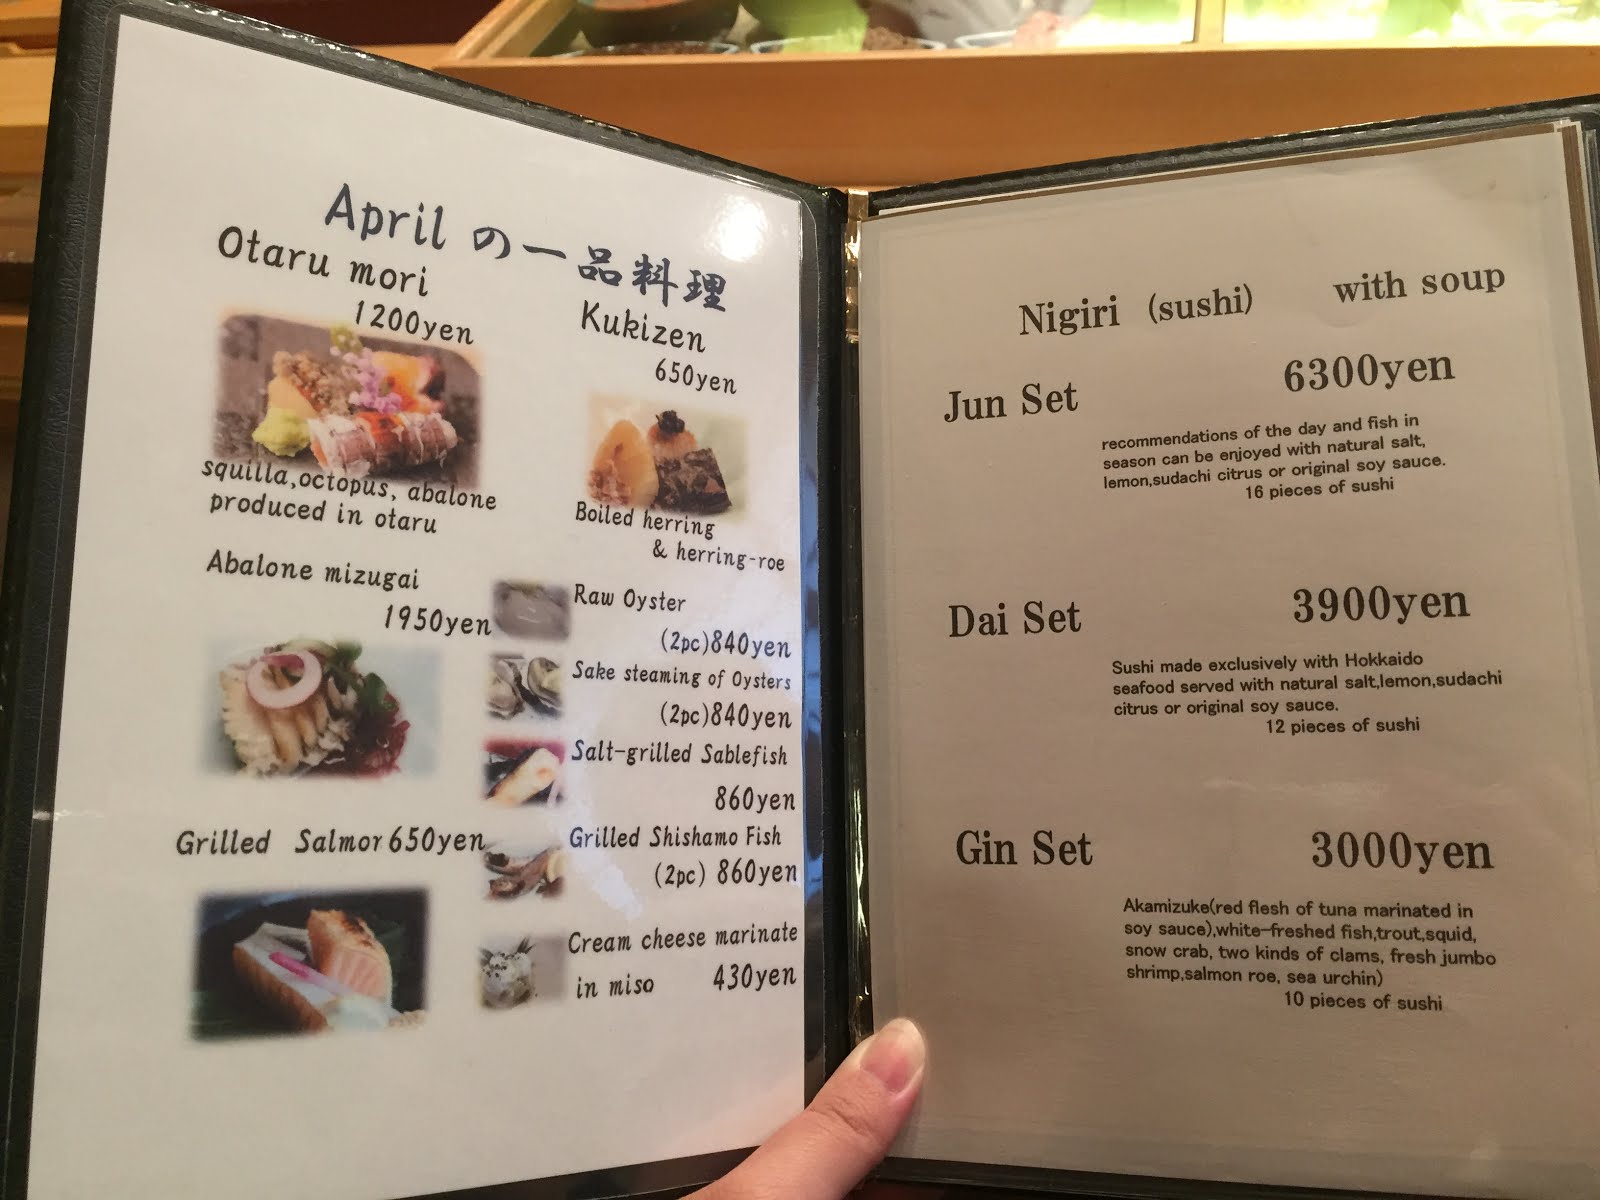 April の一品料理
Otaru mori
1200yen
squilla,octopus, abalone
produced in otaru
Kukizen
650yen
Boiled herring
& herring-roe
Abalone mizugai
1950yen
Grilled Salmor 650yen
Raw Oyster
(2pc)840yen
Sake steaming of Oysters
(2pc)840yen
Salt-grilled Sablefish
860yen
Grilled Shishamo Fish
(2pc) 860yen
Cream cheese marinate
in miso 430yen
Nigiri (sushi) with soup
Jun Set 6300yen
recommendations of the day and fish in
season can be enjoyed with natural salt,
lemon,sudachi citrus or original soy sauce.
16 pieces of sushi
Dai Set 3900yen
Sushi made exclusively with Hokkaido
seafood served with natural salt,lemon,sudachi
citrus or original soy sauce.
12 pieces of sushi
Gin Set 3000yen
Akamizuke(red flesh of tuna marinated in
soy sauce),white-freshed fish,trout,squid,
snow crab, two kinds of clams, fresh jumbo
shrimp,salmon roe, sea urchin)
10 pieces of sushi